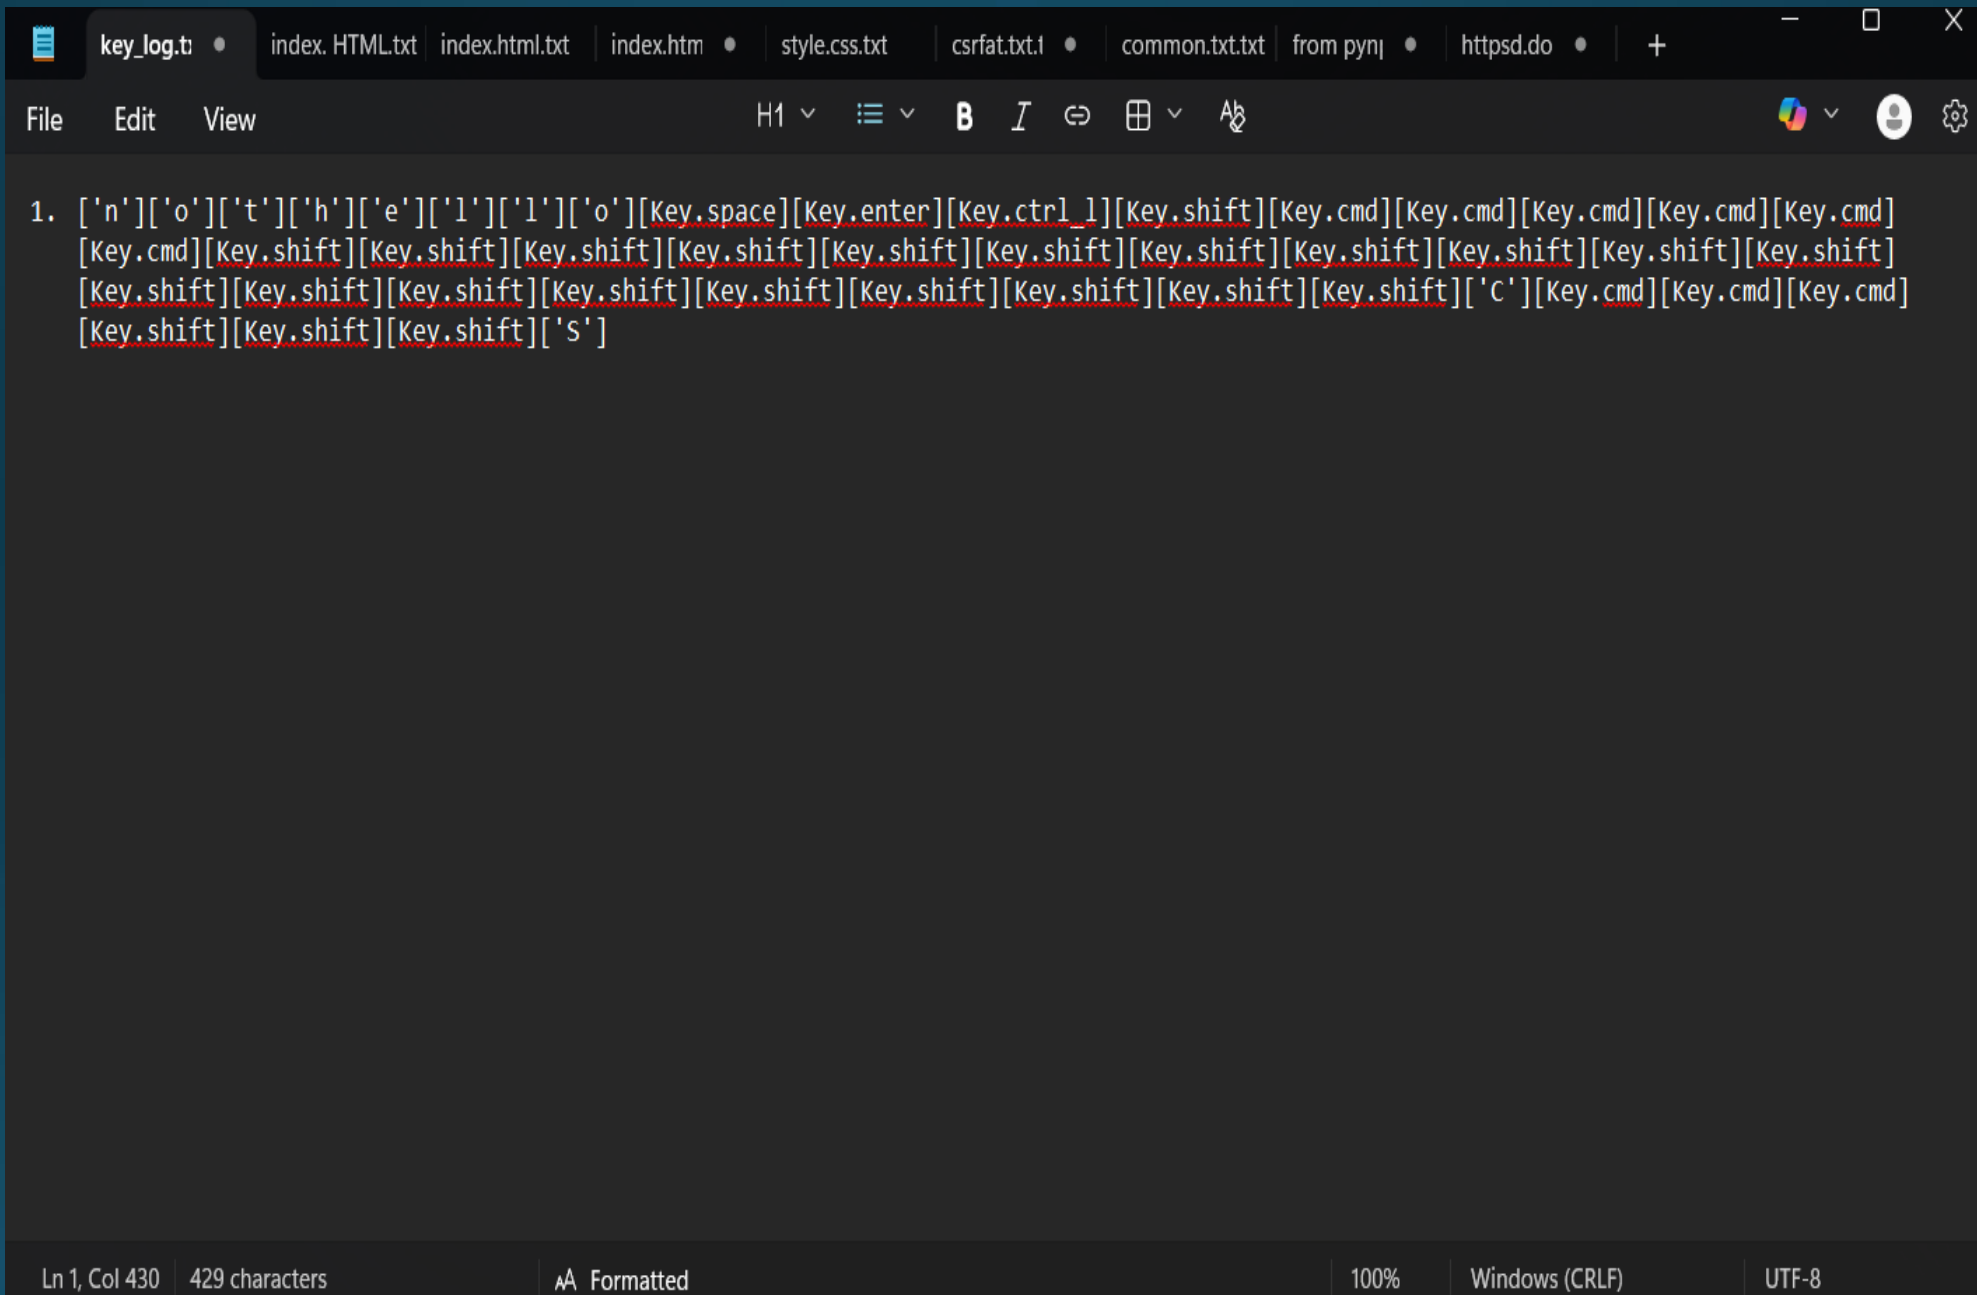 key_log.t
index. HTML.txt
index.html.txt
index.htm
style.css.txt
csrfat.txt.t
common.txt.txt
from pynp
httpsd.do
File Edit View H1 B I
1. ['n']['o']['t']['h']['e']['l']['l']['o'][Key.space][Key.enter][Key.ctrl_l][Key.shift][Key.cmd][Key.cmd][Key.cmd][Key.cmd][Key.cmd]
[Key.cmd][Key.shift][Key.shift][Key.shift][Key.shift][Key.shift][Key.shift][Key.shift][Key.shift][Key.shift][Key.shift][Key.shift]
[Key.shift][Key.shift][Key.shift][Key.shift][Key.shift][Key.shift][Key.shift][Key.shift][Key.shift]['C'][Key.cmd][Key.cmd][Key.cmd]
[Key.shift][Key.shift][Key.shift]['S']
Ln 1, Col 430 429 characters Formatted 100% Windows (CRLF) UTF-8